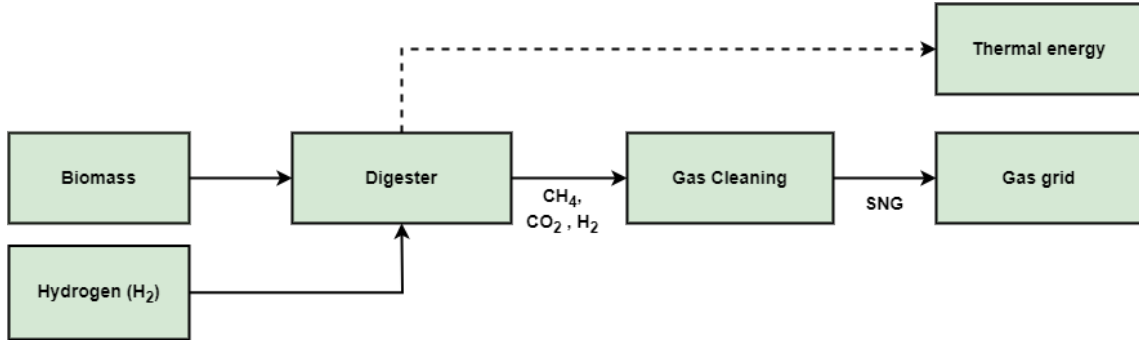 Thermal energy
Biomass
Digester
CH₄,
CO₂ , H₂
Gas Cleaning
SNG
Gas grid
Hydrogen (H₂)